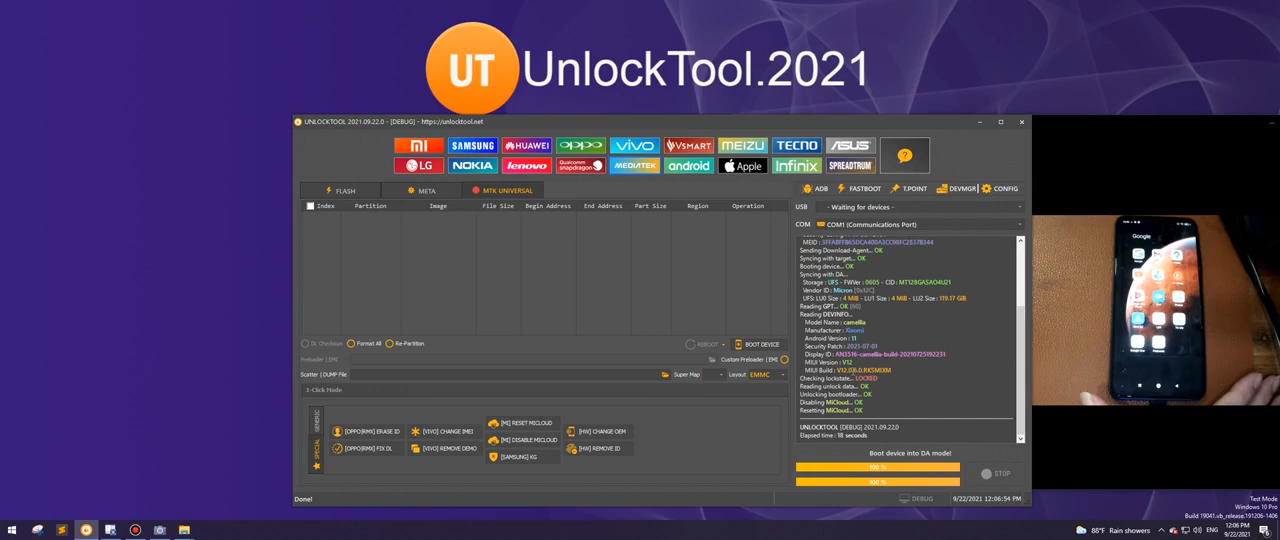 UT UnlockTool.2021
UNLOCKTOOL 2021.09.22.0 - [DEBUG] - https://unlocktool.net
MI SAMSUNG HUAWEI oppo vivo VSMART MEIZU TECNO ASUS
LG NOKIA lenovo Qualcomm snapdragon MEDIATEK android Apple Infinix SPREADTRUM ?
FLASH META MTK UNIVERSAL
ADB FASTBOOT T.POINT DEVMGR CONFIG
USB - Waiting for devices -
COM COM1 (Communications Port)
Index Partition Image File Size Begin Address End Address Part Size Region Operation
MEID : 3FFABFFB65DCA400A3CC98FC2837B344
Sending Download-Agent... OK
Syncing with target... OK
Booting device... OK
Syncing with DA...
Storage : UFS - FWVer : 0605 - CID : MT128GASAO4U21
Vendor ID : Micron [0x12C]
UFS: LU0 Size : 4 MiB - LU1 Size : 4 MiB - LU2 Size : 119.17 GiB
Reading GPT... OK [60]
Reading DEVINFO...
Model Name : camellia
Manufacturer : Xiaomi
Android Version : 11
Security Patch : 2021-07-01
Display ID : AN3516-camellia-build-20210725192231
MIUI Version : V12
MIUI Build : V12.0.6.0.RKSMIXM
Checking lockstate... LOCKED
Reading unlock data... OK
Unlocking bootloader... OK
Disabling MiCloud... OK
Resetting MiCloud... OK
UNLOCKTOOL [DEBUG] 2021.09.22.0
Elapsed time : 18 seconds
DL Checksum Format All Re-Partition
REBOOT BOOT DEVICE
Preloader [EMI] Custom Preloader [EMI]
Scatter [DUMP File] Super Map Layout EMMC
1-Click Mode
GENERIC
SPECIAL
[OPPO|RMX] ERASE ID
[OPPO|RMX] FIX DL
[VIVO] CHANGE IMEI
[VIVO] REMOVE DEMO
[MI] RESET MICLOUD
[MI] DISABLE MICLOUD
[SAMSUNG] KG
[HW] CHANGE OEM
[HW] REMOVE ID
Boot device into DA mode!
100 %
100 %
STOP
Done!
DEBUG
9/22/2021 12:06:54 PM
Google
Test Mode
Windows 10 Pro
Build 19041.vb_release.191206-1406
88°F Rain showers
ENG
12:06 PM
9/22/2021